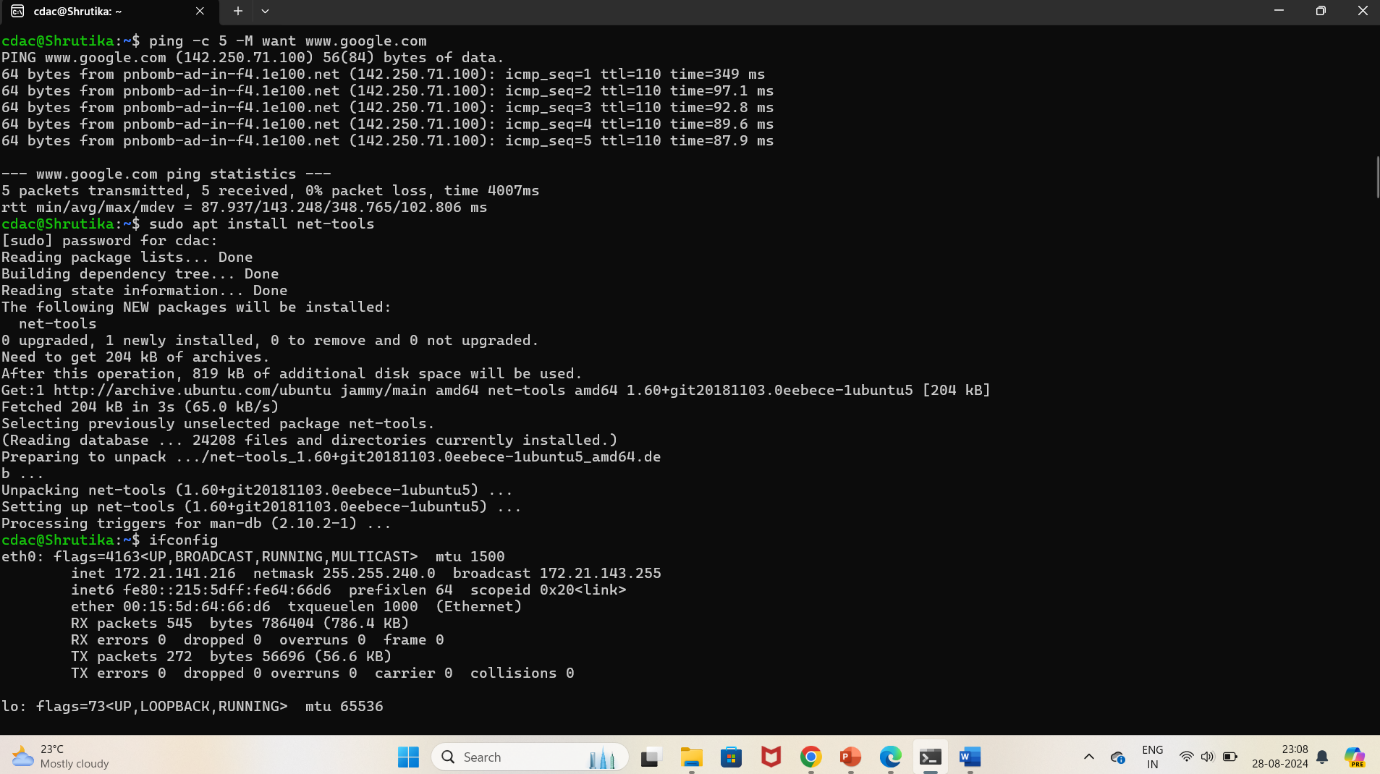 cdac@Shrutika: ~
cdac@Shrutika:~$ ping -c 5 -M want www.google.com
PING www.google.com (142.250.71.100) 56(84) bytes of data.
64 bytes from pnbomb-ad-in-f4.1e100.net (142.250.71.100): icmp_seq=1 ttl=110 time=349 ms
64 bytes from pnbomb-ad-in-f4.1e100.net (142.250.71.100): icmp_seq=2 ttl=110 time=97.1 ms
64 bytes from pnbomb-ad-in-f4.1e100.net (142.250.71.100): icmp_seq=3 ttl=110 time=92.8 ms
64 bytes from pnbomb-ad-in-f4.1e100.net (142.250.71.100): icmp_seq=4 ttl=110 time=89.6 ms
64 bytes from pnbomb-ad-in-f4.1e100.net (142.250.71.100): icmp_seq=5 ttl=110 time=87.9 ms
--- www.google.com ping statistics ---
5 packets transmitted, 5 received, 0% packet loss, time 4007ms
rtt min/avg/max/mdev = 87.937/143.248/348.765/102.806 ms
cdac@Shrutika:~$ sudo apt install net-tools
[sudo] password for cdac:
Reading package lists... Done
Building dependency tree... Done
Reading state information... Done
The following NEW packages will be installed:
  net-tools
0 upgraded, 1 newly installed, 0 to remove and 0 not upgraded.
Need to get 204 kB of archives.
After this operation, 819 kB of additional disk space will be used.
Get:1 http://archive.ubuntu.com/ubuntu jammy/main amd64 net-tools amd64 1.60+git20181103.0eebece-1ubuntu5 [204 kB]
Fetched 204 kB in 3s (65.0 kB/s)
Selecting previously unselected package net-tools.
(Reading database ... 24208 files and directories currently installed.)
Preparing to unpack .../net-tools_1.60+git20181103.0eebece-1ubuntu5_amd64.de
b ...
Unpacking net-tools (1.60+git20181103.0eebece-1ubuntu5) ...
Setting up net-tools (1.60+git20181103.0eebece-1ubuntu5) ...
Processing triggers for man-db (2.10.2-1) ...
cdac@Shrutika:~$ ifconfig
eth0: flags=4163<UP,BROADCAST,RUNNING,MULTICAST>  mtu 1500
        inet 172.21.141.216  netmask 255.255.240.0  broadcast 172.21.143.255
        inet6 fe80::215:5dff:fe64:66d6  prefixlen 64  scopeid 0x20<link>
        ether 00:15:5d:64:66:d6  txqueuelen 1000  (Ethernet)
        RX packets 545  bytes 786404 (786.4 KB)
        RX errors 0  dropped 0  overruns 0  frame 0
        TX packets 272  bytes 56696 (56.6 KB)
        TX errors 0  dropped 0 overruns 0  carrier 0  collisions 0
lo: flags=73<UP,LOOPBACK,RUNNING>  mtu 65536
23°C
Mostly cloudy
Search
ENG
IN
23:08
28-08-2024
PRE